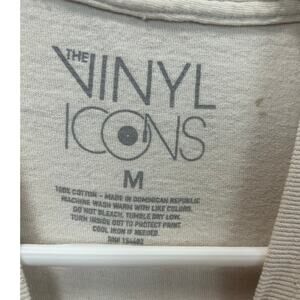 THE
VINYL
ICONS
M
100% COTTON - MADE IN DOMINICAN REPUBLIC
MACHINE WASH WARM WITH LIKE COLORS.
DO NOT BLEACH. TUMBLE DRY LOW.
TURN INSIDE OUT TO PROTECT PRINT
COOL IRON IF NEEDED